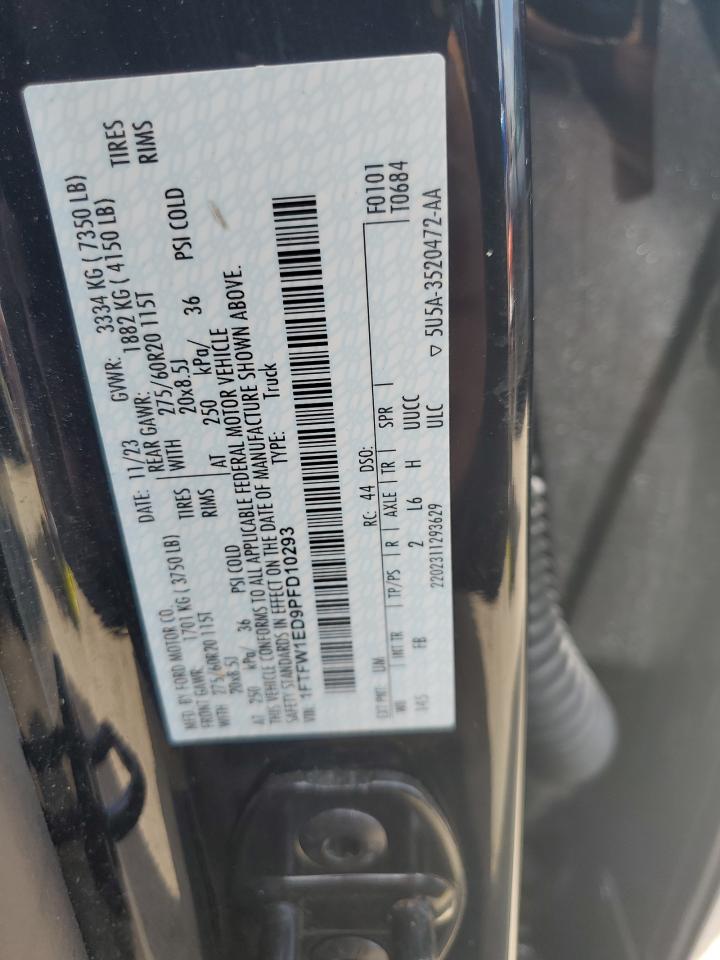 MFD. BY FORD MOTOR CO. DATE: 11/23 GVWR: 3334 KG ( 7350 LB)
FRONT GAWR: 1701 KG ( 3750 LB) REAR GAWR: 1882 KG ( 4150 LB)
WITH 275/60R20 115T TIRES WITH 275/60R20 115T TIRES
20x8.5J RIMS 20x8.5J RIMS
AT 250 kPa/ 36 PSI COLD AT 250 kPa/ 36 PSI COLD
THIS VEHICLE CONFORMS TO ALL APPLICABLE FEDERAL MOTOR VEHICLE
SAFETY STANDARDS IN EFFECT ON THE DATE OF MANUFACTURE SHOWN ABOVE.
VIN: 1FTFW1ED9PFD10293 TYPE: Truck
EXT PNT: UM RC: 44 DSO: F0101
WB INT TR TP/PS R AXLE TR SPR T0684
145 FB 2 L6 H UUCC
2202311293629 ULC ▽ 5U5A-3520472-AA